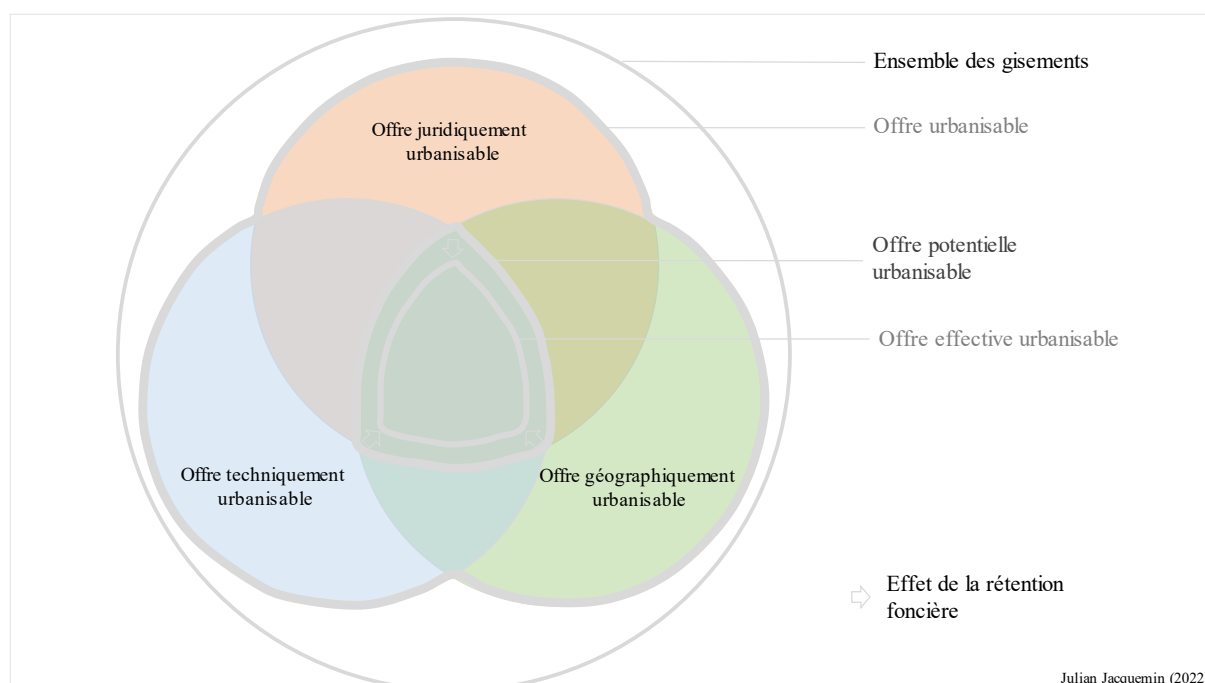 Ensemble des gisements
Offre juridiquement
urbanisable
Offre urbanisable
Offre potentielle
urbanisable
Offre effective urbanisable
Offre techniquement
urbanisable
Offre géographiquement
urbanisable
Effet de la rétention
foncière
Julian Jacquemin (2022